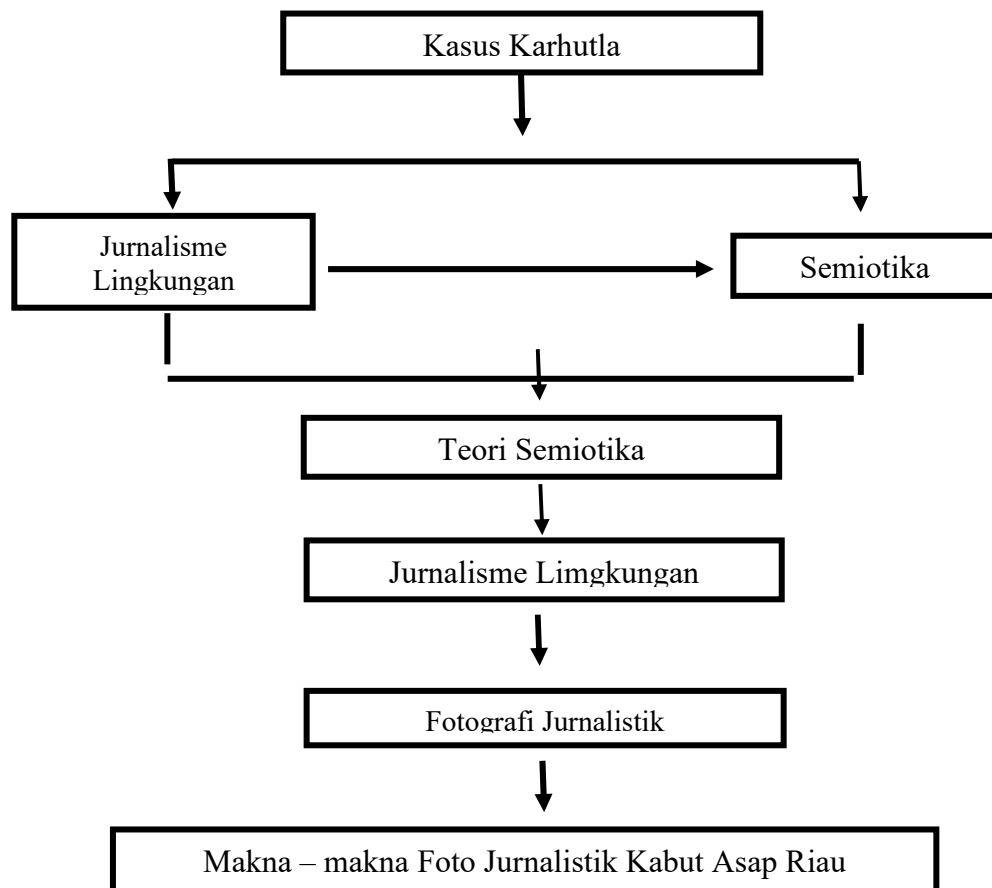 Kasus Karhutla
Jurnalisme
Lingkungan
Semiotika
Teori Semiotika
Jurnalisme Limgkungan
Fotografi Jurnalistik
Makna – makna Foto Jurnalistik Kabut Asap Riau